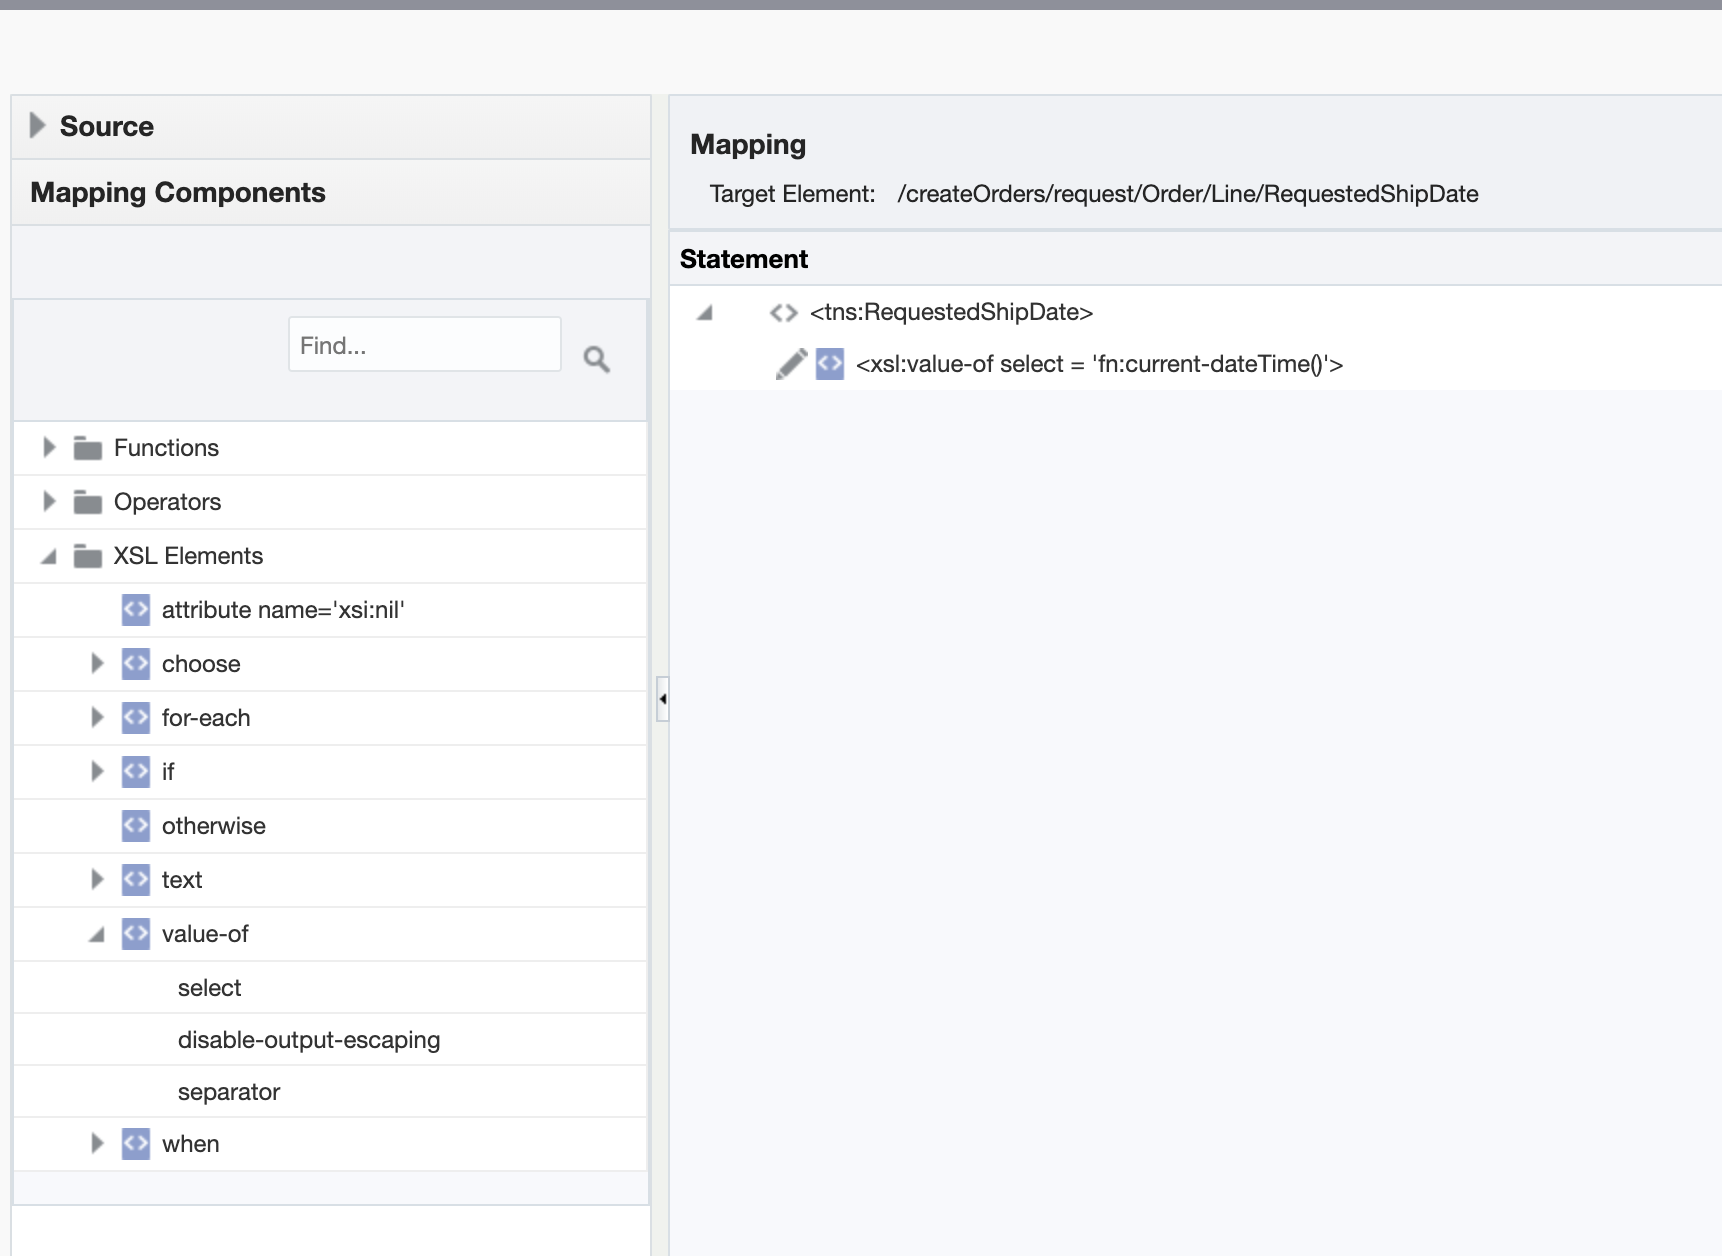 Source
Mapping Components
Find...
Functions
Operators
XSL Elements
attribute name='xsi:nil'
choose
for-each
if
otherwise
text
value-of
select
disable-output-escaping
separator
when
Mapping
Target Element: /createOrders/request/Order/Line/RequestedShipDate
Statement
<> <tns:RequestedShipDate>
<> <xsl:value-of select = 'fn:current-dateTime()'>